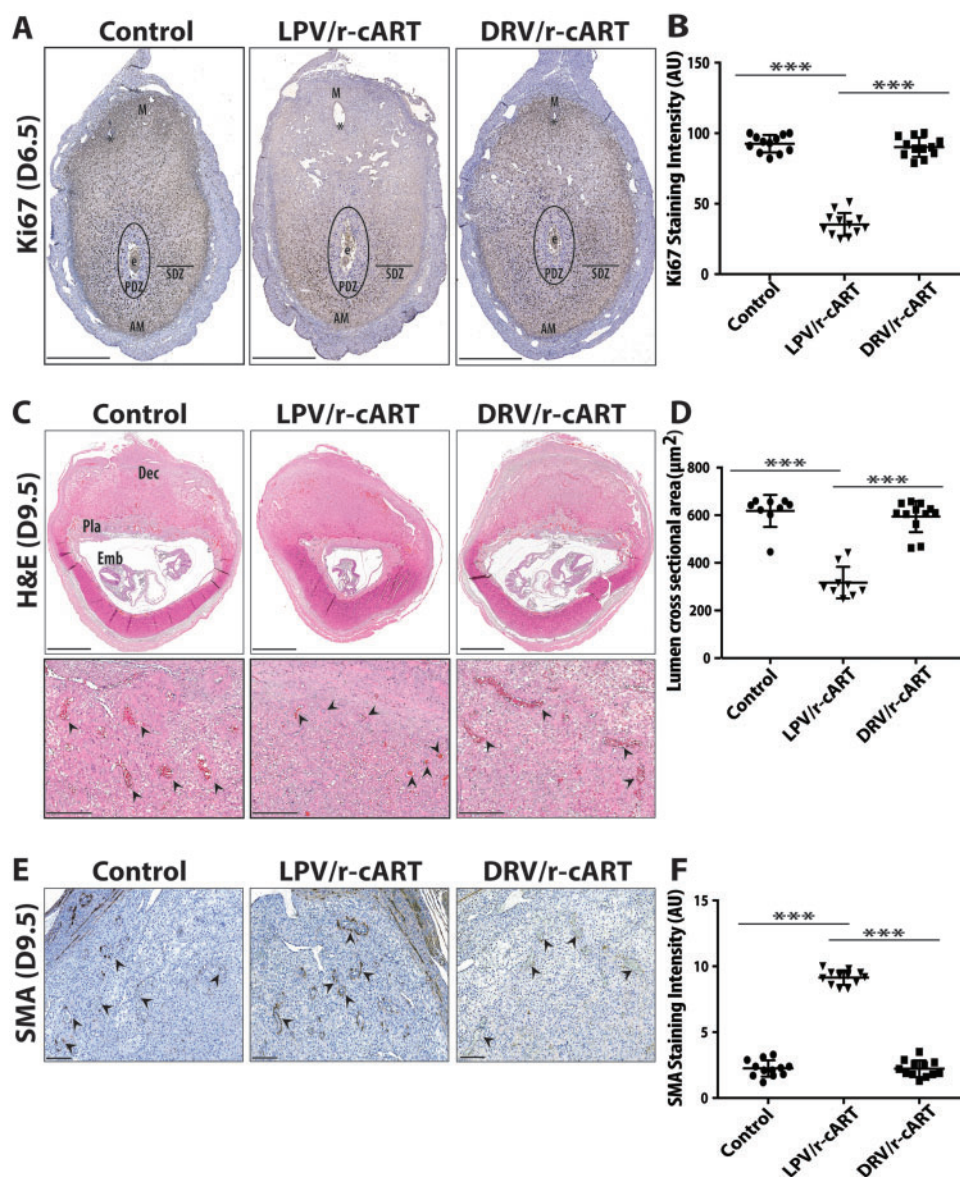 A
Control
LPV/r-cART
DRV/r-cART
Ki67 (D6.5)
M
*
e
PDZ
SDZ
AM
M
*
e
PDZ
SDZ
AM
M
*
e
PDZ
SDZ
AM
B
Ki67 Staining Intensity (AU)
150
100
50
0
***
***
Control
LPV/r-cART
DRV/r-cART
C
Control
LPV/r-cART
DRV/r-cART
H&E (D9.5)
Dec
Pla
Emb
D
Lumen cross sectional area (µm²)
800
600
400
200
0
***
***
Control
LPV/r-cART
DRV/r-cART
E
Control
LPV/r-cART
DRV/r-cART
SMA (D9.5)
F
SMA Staining Intensity (AU)
15
10
5
0
***
***
Control
LPV/r-cART
DRV/r-cART